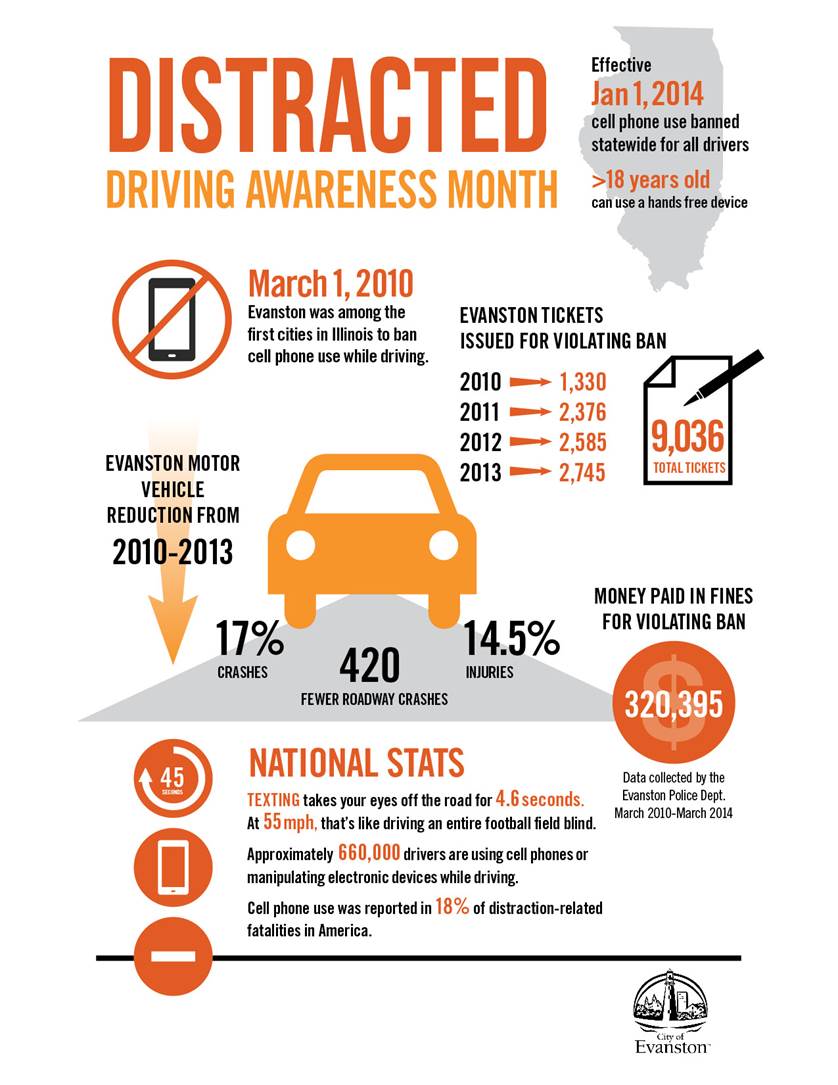 DISTRACTED
DRIVING AWARENESS MONTH
Effective
Jan 1, 2014
cell phone use banned
statewide for all drivers
>18 years old
can use a hands free device
March 1, 2010
Evanston was among the
first cities in Illinois to ban
cell phone use while driving.
EVANSTON TICKETS
ISSUED FOR VIOLATING BAN
2010 1,330
2011 2,376
2012 2,585
2013 2,745
9,036
TOTAL TICKETS
EVANSTON MOTOR
VEHICLE
REDUCTION FROM
2010-2013
17%
CRASHES
420
FEWER ROADWAY CRASHES
14.5%
INJURIES
MONEY PAID IN FINES
FOR VIOLATING BAN
$
320,395
Data collected by the
Evanston Police Dept.
March 2010-March 2014
45
SECONDS
NATIONAL STATS
TEXTING takes your eyes off the road for 4.6 seconds.
At 55 mph, that's like driving an entire football field blind.
Approximately 660,000 drivers are using cell phones or
manipulating electronic devices while driving.
Cell phone use was reported in 18% of distraction-related
fatalities in America.
City of
Evanston™